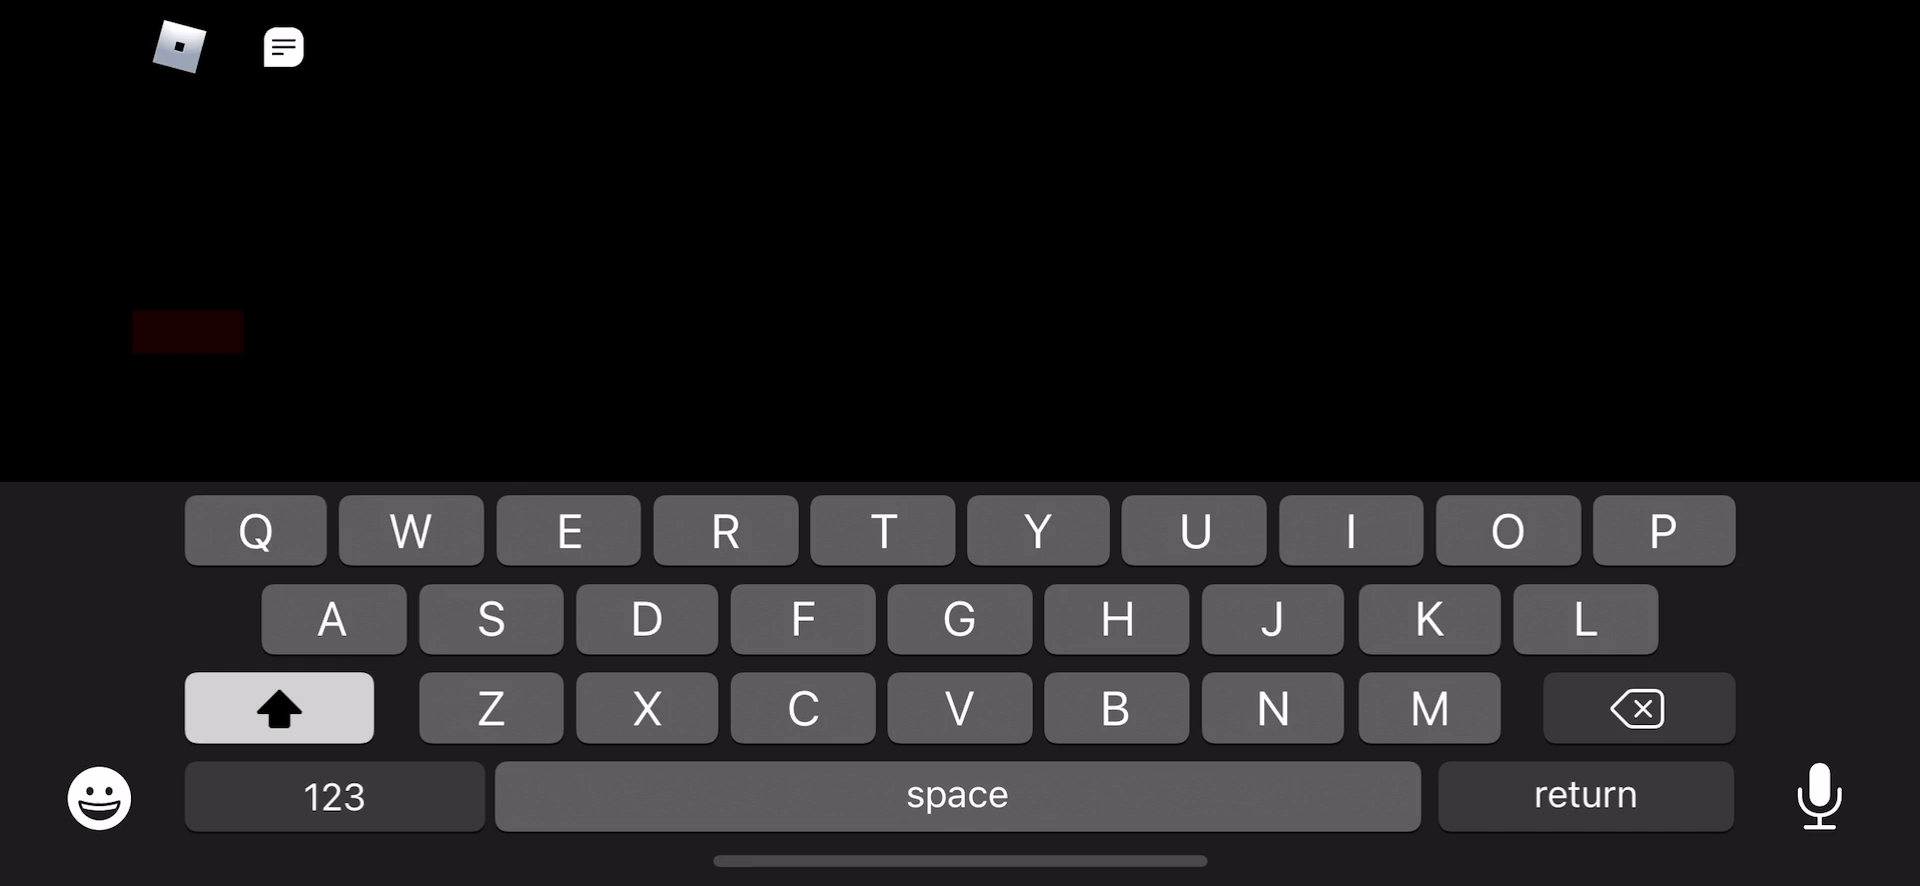 Q W E R T Y U I O P
A S D F G H J K L
Z X C V B N M
123 space return